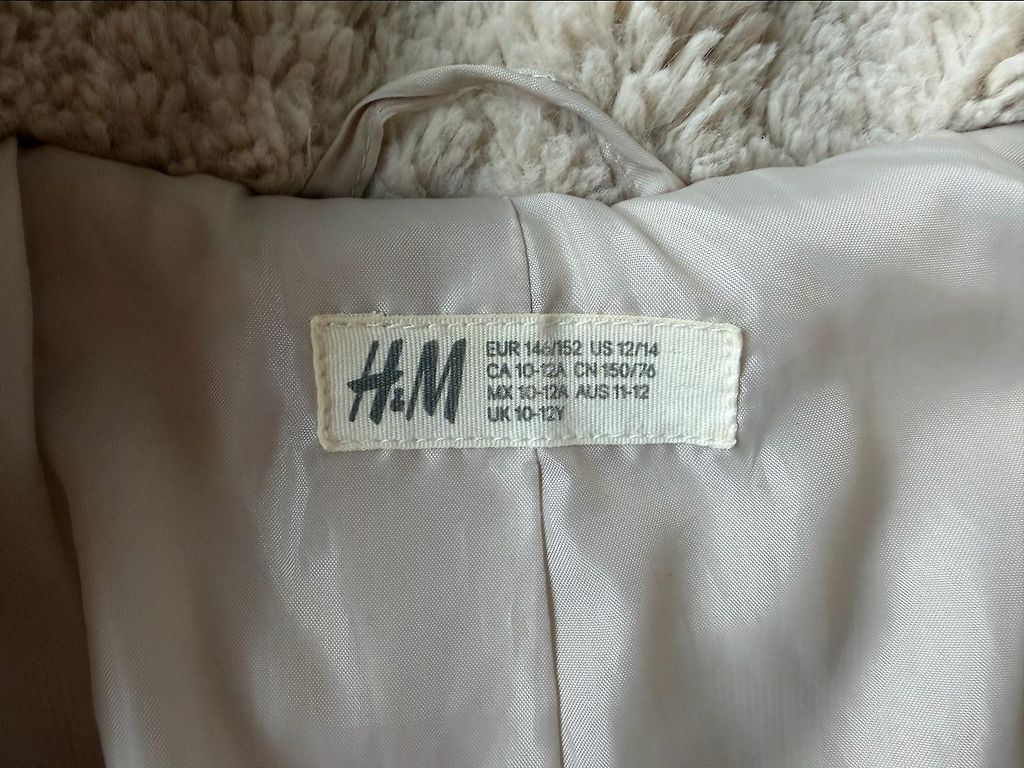 H&M
EUR 146/152 US 12/14
CA 10-12A CN 150/76
MX 10-12A AUS 11-12
UK 10-12Y